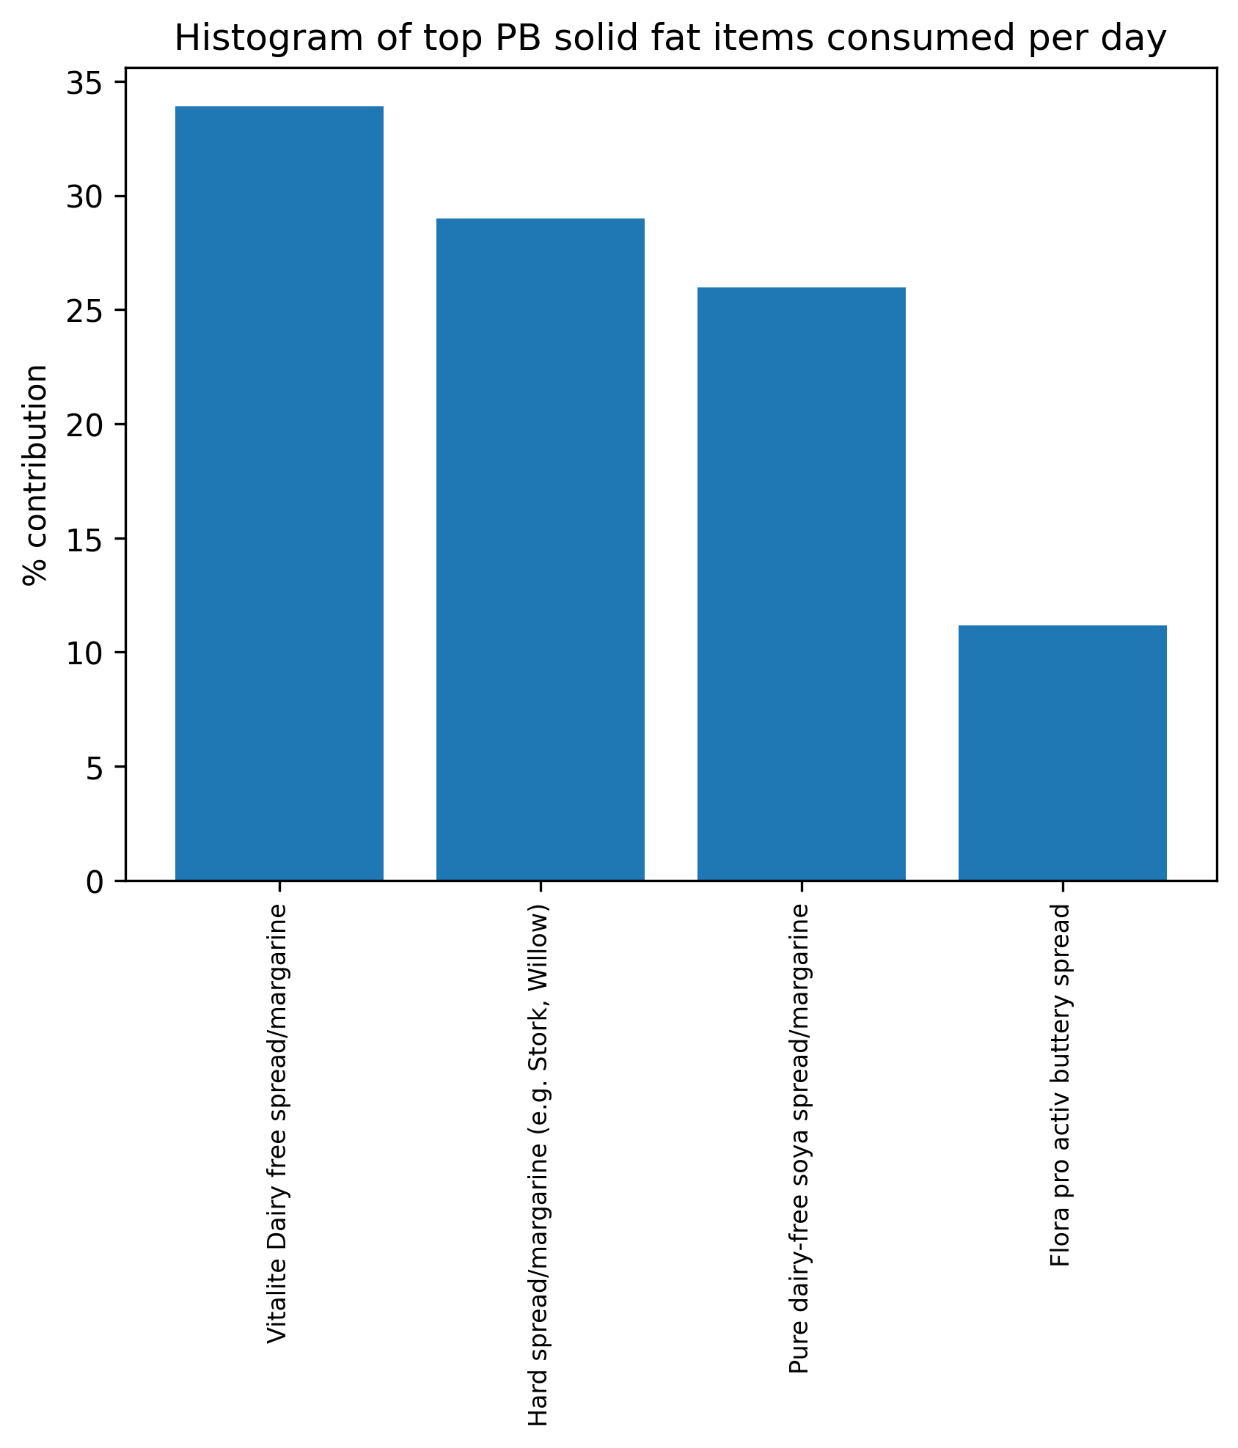 Histogram of top PB solid fat items consumed per day
% contribution
35
30
25
20
15
10
5
0
Vitalite Dairy free spread/margarine
Hard spread/margarine (e.g. Stork, Willow)
Pure dairy-free soya spread/margarine
Flora pro activ buttery spread